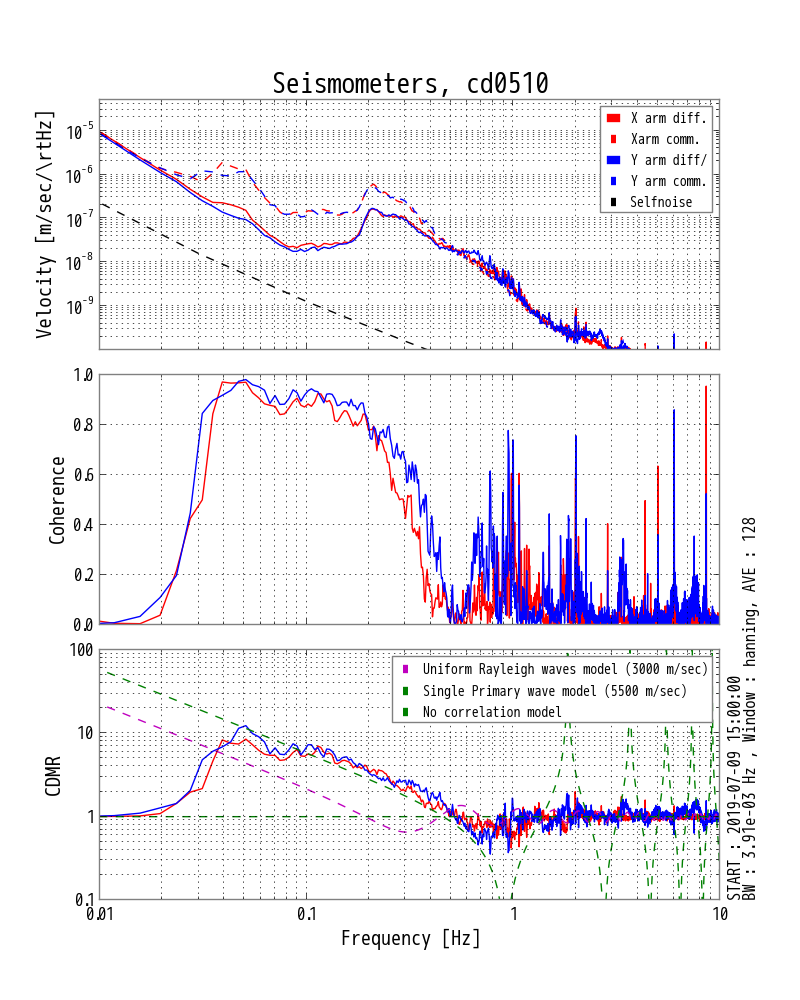 Seismometers, cd0510
Velocity [m/sec/\rtHz]
10^-5
10^-6
10^-7
10^-8
10^-9
X arm diff.
Xarm comm.
Y arm diff/
Y arm comm.
Selfnoise
Coherence
1.0
0.8
0.6
0.4
0.2
0.0
CDMR
100
10
1
0.1
Uniform Rayleigh waves model (3000 m/sec)
Single Primary wave model (5500 m/sec)
No correlation model
0.01
0.1
1
10
Frequency [Hz]
START : 2019-07-09 15:00:00
BW : 3.91e-03 Hz , Window : hanning, AVE : 128